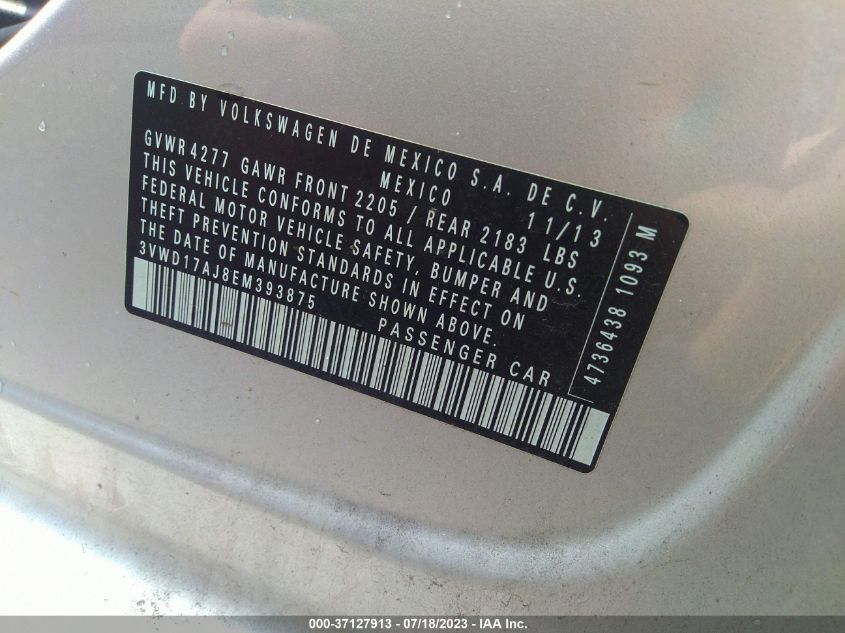 MFD BY VOLKSWAGEN DE MEXICO S.A. DE C.V.
MEXICO 11/13
GVWR 4277 GAWR FRONT 2205 / REAR 2183 LBS
THIS VEHICLE CONFORMS TO ALL APPLICABLE U.S.
FEDERAL MOTOR VEHICLE SAFETY, BUMPER AND
THEFT PREVENTION STANDARDS IN EFFECT ON
THE DATE OF MANUFACTURE SHOWN ABOVE.
3VWD17AJ8EM393875
PASSENGER CAR
4736438 1093 M
000-37127913 - 07/18/2023 - IAA Inc.